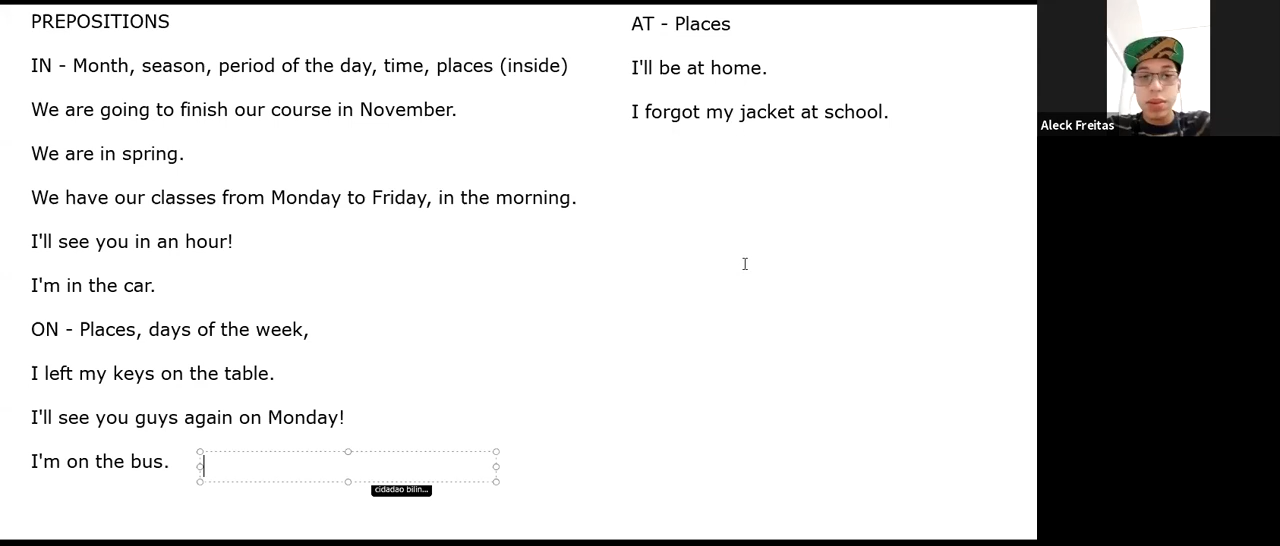 PREPOSITIONS
IN - Month, season, period of the day, time, places (inside)
We are going to finish our course in November.
We are in spring.
We have our classes from Monday to Friday, in the morning.
I'll see you in an hour!
I'm in the car.
ON - Places, days of the week,
I left my keys on the table.
I'll see you guys again on Monday!
I'm on the bus.
cidadao bilin...
AT - Places
I'll be at home.
I forgot my jacket at school.
Aleck Freitas